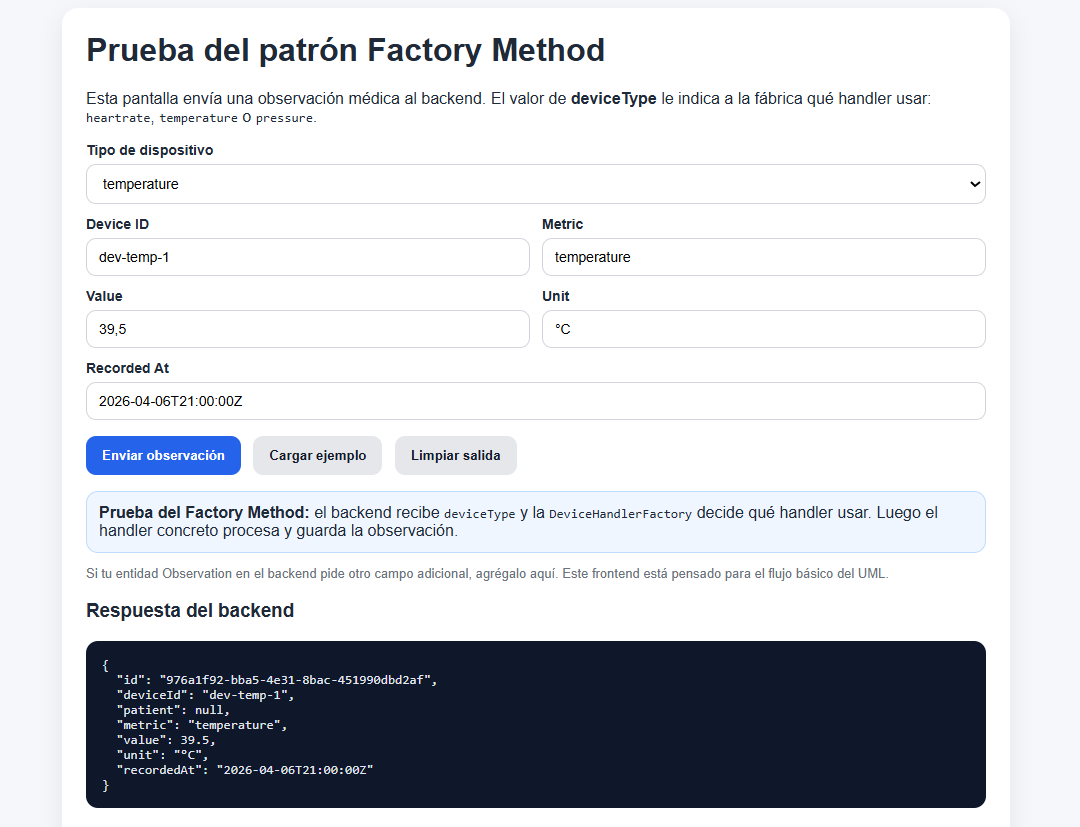 Prueba del patrón Factory Method
Esta pantalla envía una observación médica al backend. El valor de deviceType le indica a la fábrica qué handler usar:
heartrate, temperature o pressure.
Tipo de dispositivo
temperature
Device ID
Metric
dev-temp-1
temperature
Value
Unit
39,5
°C
Recorded At
2026-04-06T21:00:00Z
Enviar observación
Cargar ejemplo
Limpiar salida
Prueba del Factory Method: el backend recibe deviceType y la DeviceHandlerFactory decide qué handler usar. Luego el
handler concreto procesa y guarda la observación.
Si tu entidad Observation en el backend pide otro campo adicional, agrégalo aquí. Este frontend está pensado para el flujo básico del UML.
Respuesta del backend
{
  "id": "976a1f92-bba5-4e31-8bac-451990dbd2af",
  "deviceId": "dev-temp-1",
  "patient": null,
  "metric": "temperature",
  "value": 39.5,
  "unit": "°C",
  "recordedAt": "2026-04-06T21:00:00Z"
}